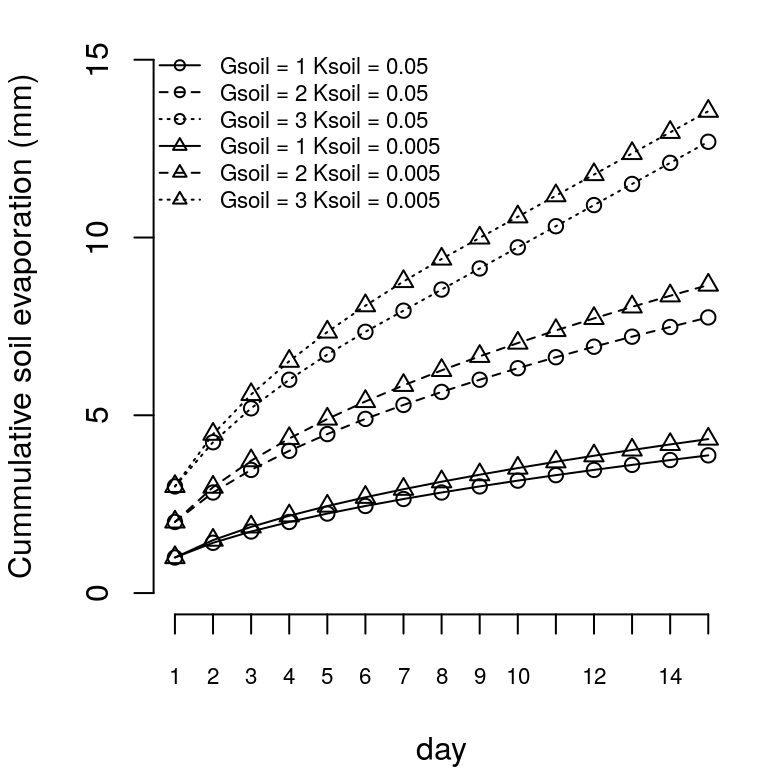 Cummulative soil evaporation (mm)
15
10
5
0
Gsoil = 1 Ksoil = 0.05
Gsoil = 2 Ksoil = 0.05
Gsoil = 3 Ksoil = 0.05
Gsoil = 1 Ksoil = 0.005
Gsoil = 2 Ksoil = 0.005
Gsoil = 3 Ksoil = 0.005
1 2 3 4 5 6 7 8 9 10 12 14
day